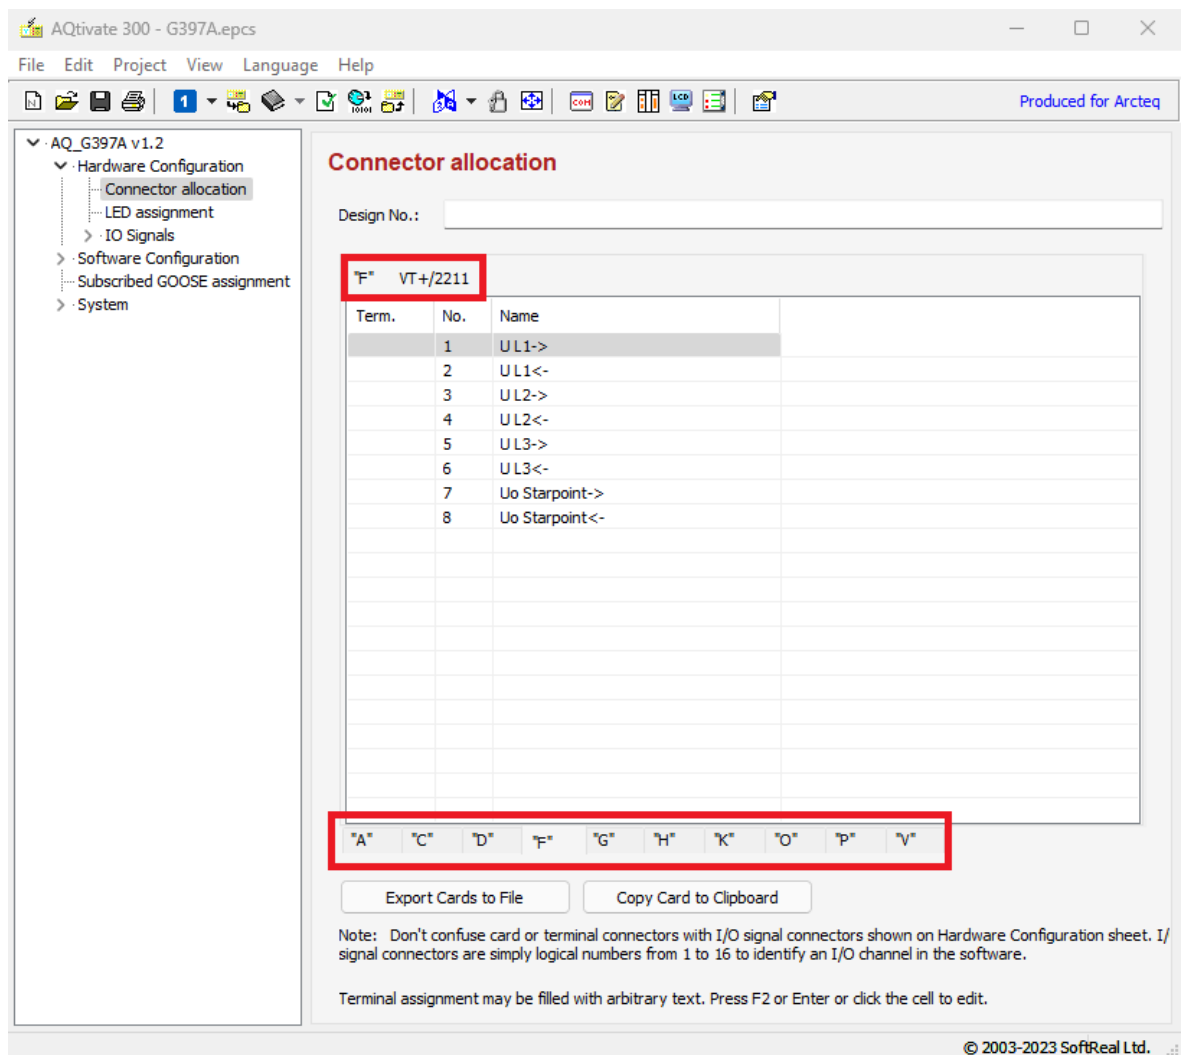 AQtivate 300 - G397A.epcs
File Edit Project View Language Help
Produced for Arcteq
AQ_G397A v1.2
Hardware Configuration
Connector allocation
LED assignment
IO Signals
Software Configuration
Subscribed GOOSE assignment
System
Connector allocation
Design No.:
"F" VT+/2211
Term. No. Name
1 U L1->
2 U L1<-
3 U L2->
4 U L2<-
5 U L3->
6 U L3<-
7 Uo Starpoint->
8 Uo Starpoint<-
"A" "C" "D" "F" "G" "H" "K" "O" "P" "V"
Export Cards to File Copy Card to Clipboard
Note: Don't confuse card or terminal connectors with I/O signal connectors shown on Hardware Configuration sheet. I/
signal connectors are simply logical numbers from 1 to 16 to identify an I/O channel in the software.
Terminal assignment may be filled with arbitrary text. Press F2 or Enter or click the cell to edit.
© 2003-2023 SoftReal Ltd.